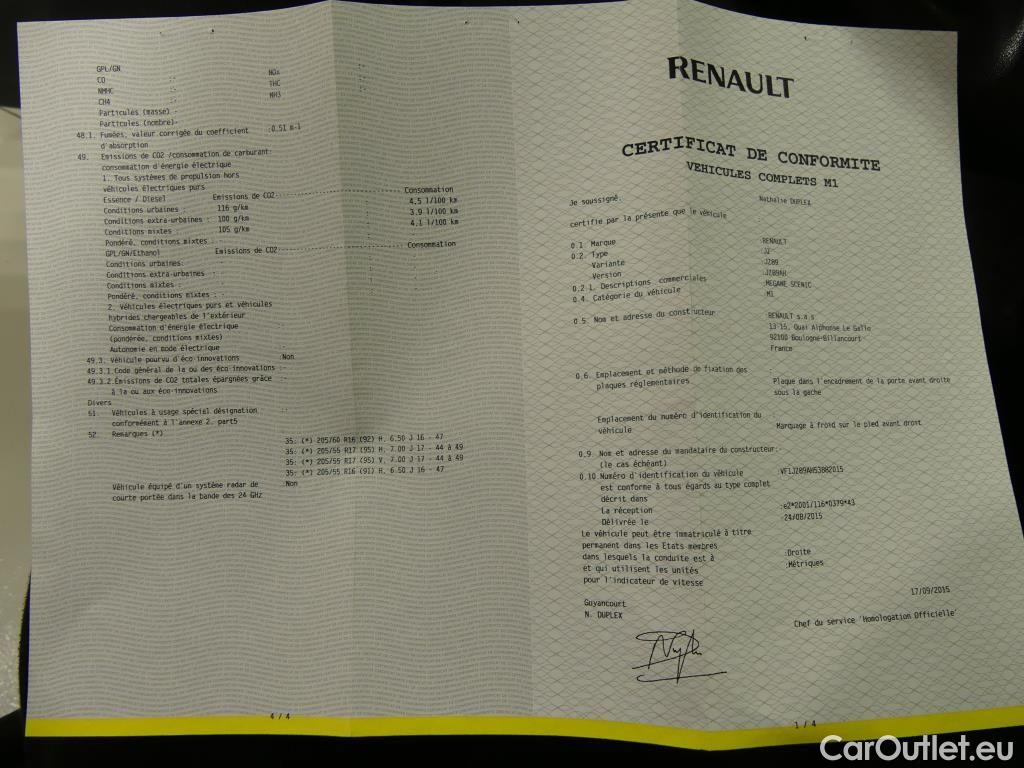 GPL/GN
CO :- NOx :-
NMHC :- THC :-
CH4 :- NH3
Particules (masse) -
Particules (nombre)-
48.1. Fumées, valeur corrigée du coefficient :0.51 m-1
d'absorption
49. Emissions de CO2 /consommation de carburant:
consommation d'énergie électrique
1. Tous systèmes de propulsion hors
véhicules électriques purs
Essence / Diesel Emissions de CO2 Consommation
Conditions urbaines : 116 g/km 4,5 l/100 km
Conditions extra-urbaines : 100 g/km 3.9 l/100 km
Conditions mixtes : 105 g/km 4.1 l/100 km
Pondéré, conditions mixtes :
GPL/GN/Ethanol Emissions de CO2 Consommation
Conditions urbaines:
Conditions extra-urbaines :
Conditions mixtes :
Pondéré, conditions mixtes : -
2. Véhicules électriques purs et véhicules
hybrides chargeables de l'extérieur
Consommation d'énergie électrique
(pondérée, conditions mixtes)
Autonomie en mode électrique
49.3. Véhicule pourvu d'éco-innovations :Non
49.3.1.Code général de la ou des éco-innovations :-
49.3.2.Emissions de CO2 totales épargnées grâce :-
à la ou aux éco-innovations
Divers
51. Véhicules à usage spécial désignation :-
conformément à l'annexe 2. part5
52. Remarques (*)
35: (*) 205/60 R16 (92) H. 6.50 J 16 - 47
35: (*) 205/55 R17 (95) H. 7.00 J 17 - 44 à 49
35: (*) 205/55 R17 (95) V. 7.00 J 17 - 44 à 49
35: (*) 205/55 R16 (91) H. 6.50 J 16 - 47
Véhicule équipé d'un système radar de :Non
courte portée dans la bande des 24 GHz
4 / 4
RENAULT
CERTIFICAT DE CONFORMITE
VEHICULES COMPLETS M1
Je soussigné: Nathalie DUPLEX
certifie par la présente que le véhicule :
0.1. Marque :RENAULT
0.2. Type :JZ
Variante :JZ89
Version :JZ89AH
0.2.1. Descriptions commerciales :MEGANE SCENIC
0.4. Catégorie du véhicule :M1
0.5. Nom et adresse du constructeur :RENAULT s.a.s
13-15, Quai Alphonse Le Gallo
92100 Boulogne-Billancourt
France
0.6. Emplacement et méthode de fixation des :
plaques réglementaires Plaque dans l'encadrement de la porte avant droite
sous la gache
Emplacement du numéro d'identification du :
véhicule Marquage à froid sur le pied avant droit
0.9. Nom et adresse du mandataire du constructeur:-
(le cas échéant)
0.10.Numéro d'identification du véhicule :VF1JZ89AH53882015
est conforme à tous égards au type complet
décrit dans
La réception :e2*2001/116*0379*43
Délivrée le :24/08/2015
Le véhicule peut être immatriculé à titre
permanent dans les Etats membres
dans lesquels la conduite est à :Droite
et qui utilisent les unités :Métriques
pour l'indicateur de vitesse
17/09/2015
Guyancourt
N. DUPLEX Chef du service 'Homologation Officielle'
1 / 4
CarOutlet.eu